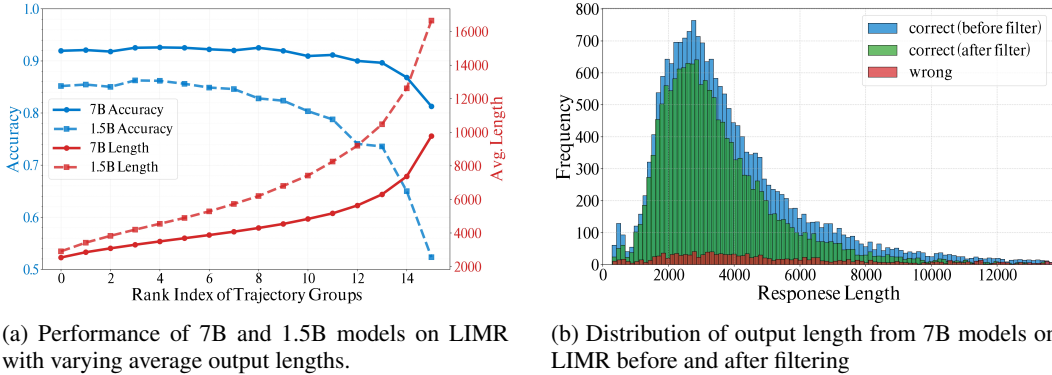 1.0
0.9
0.8
0.7
0.6
0.5
Accuracy
7B Accuracy
1.5B Accuracy
7B Length
1.5B Length
16000
14000
12000
10000
8000
6000
4000
2000
Avg. Length
0 2 4 6 8 10 12 14
Rank Index of Trajectory Groups
(a) Performance of 7B and 1.5B models on LIMR
with varying average output lengths.
800
700
600
500
400
300
200
100
0
Frequency
correct(before filter)
correct(after filter)
wrong
0 2000 4000 6000 8000 10000 12000
Responese Length
(b) Distribution of output length from 7B models on
LIMR before and after filtering